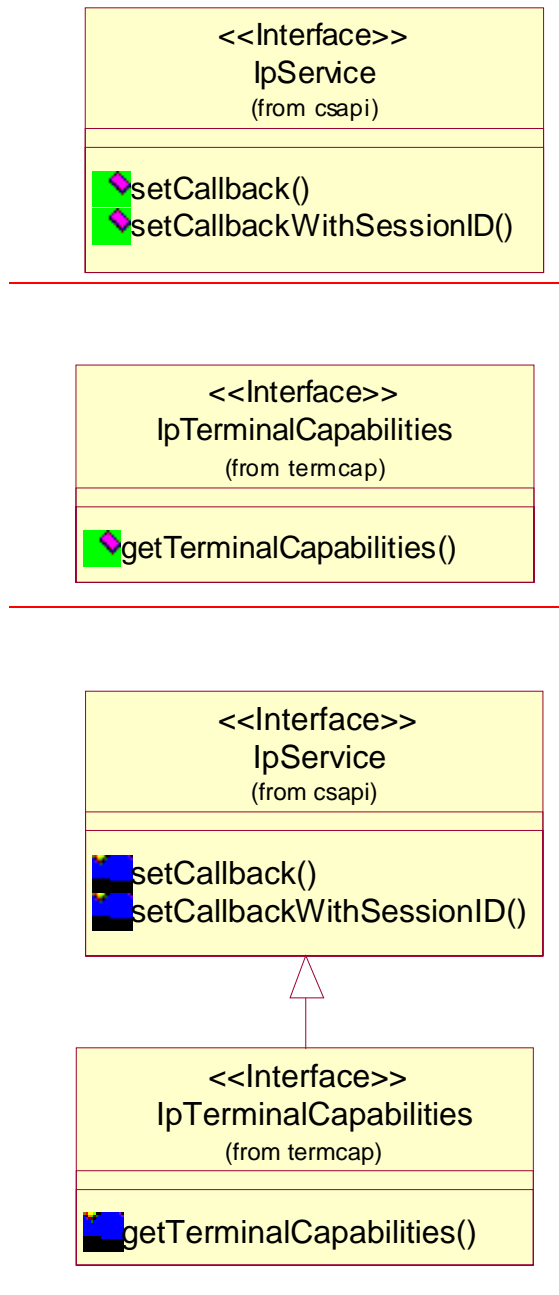 <<Interface>>
IpService
(from csapi)
setCallback()
setCallbackWithSessionID()
<<Interface>>
IpTerminalCapabilities
(from termcap)
getTerminalCapabilities()
<<Interface>>
IpService
(from csapi)
setCallback()
setCallbackWithSessionID()
<<Interface>>
IpTerminalCapabilities
(from termcap)
getTerminalCapabilities()